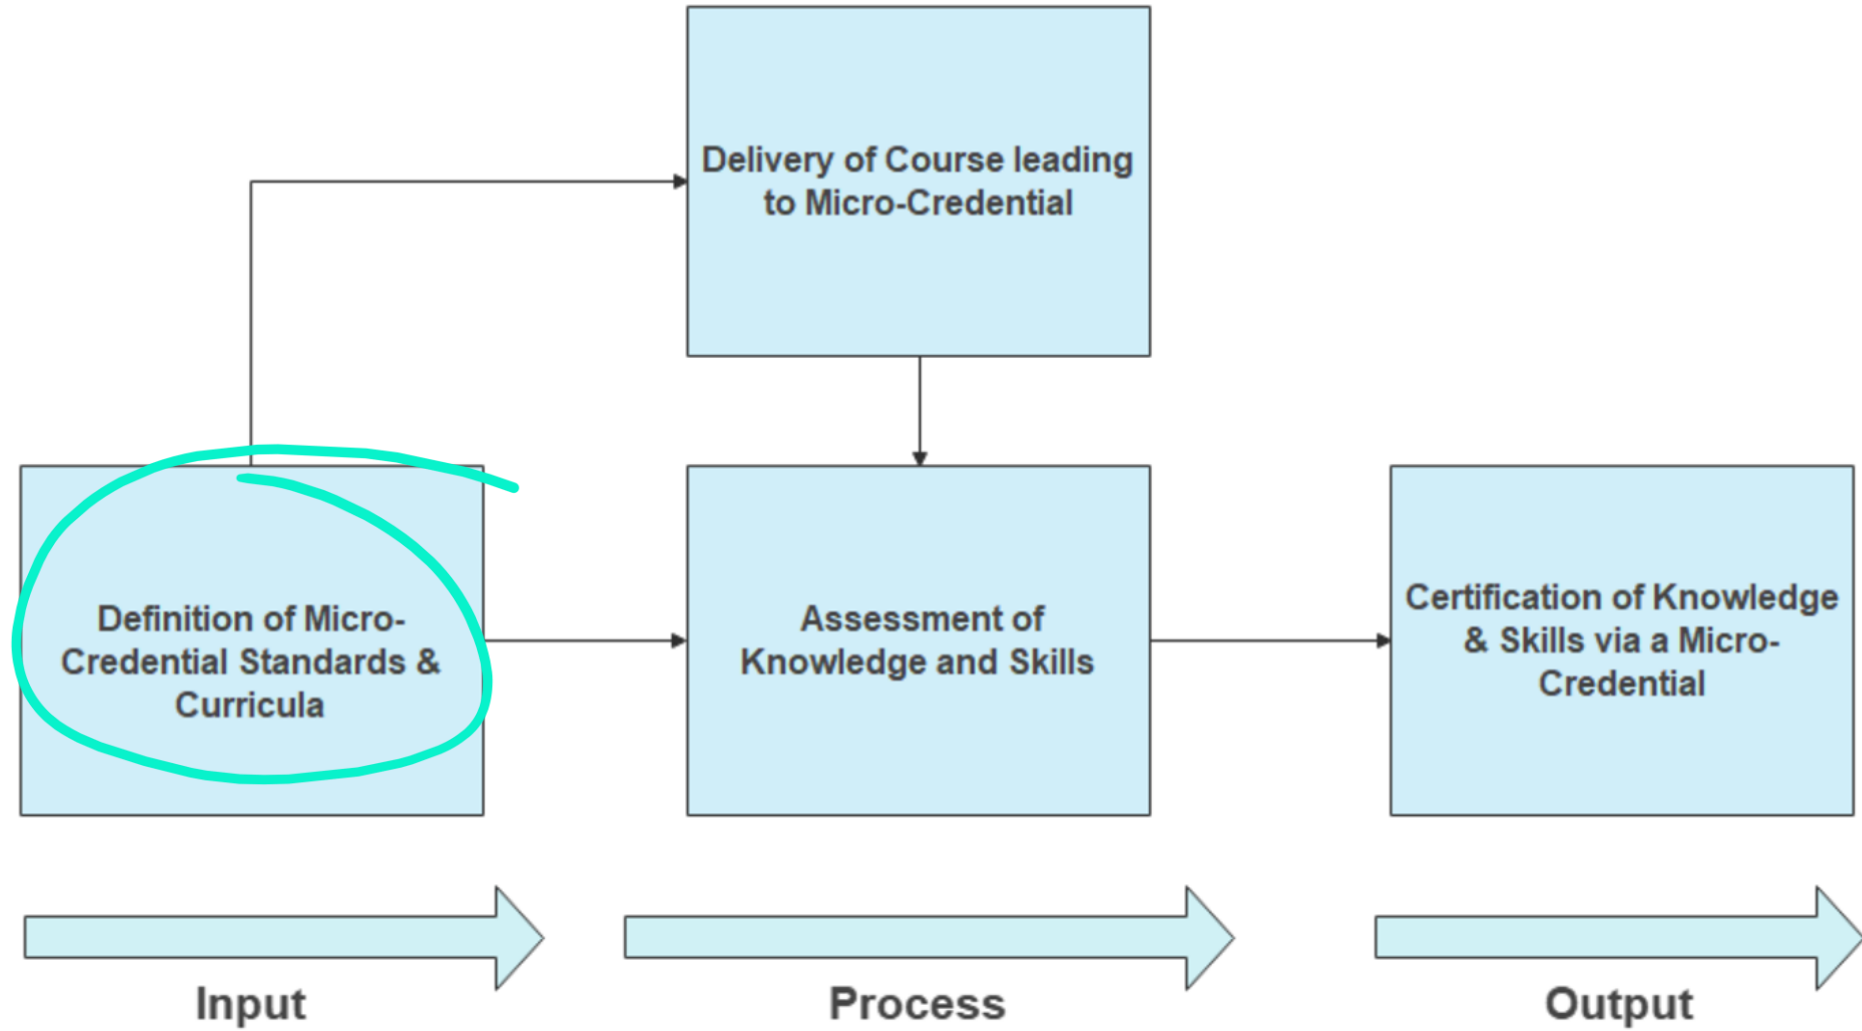 Delivery of Course leading
to Micro-Credential
Definition of Micro-
Credential Standards &
Curricula
Assessment of
Knowledge and Skills
Certification of Knowledge
& Skills via a Micro-
Credential
Input
Process
Output